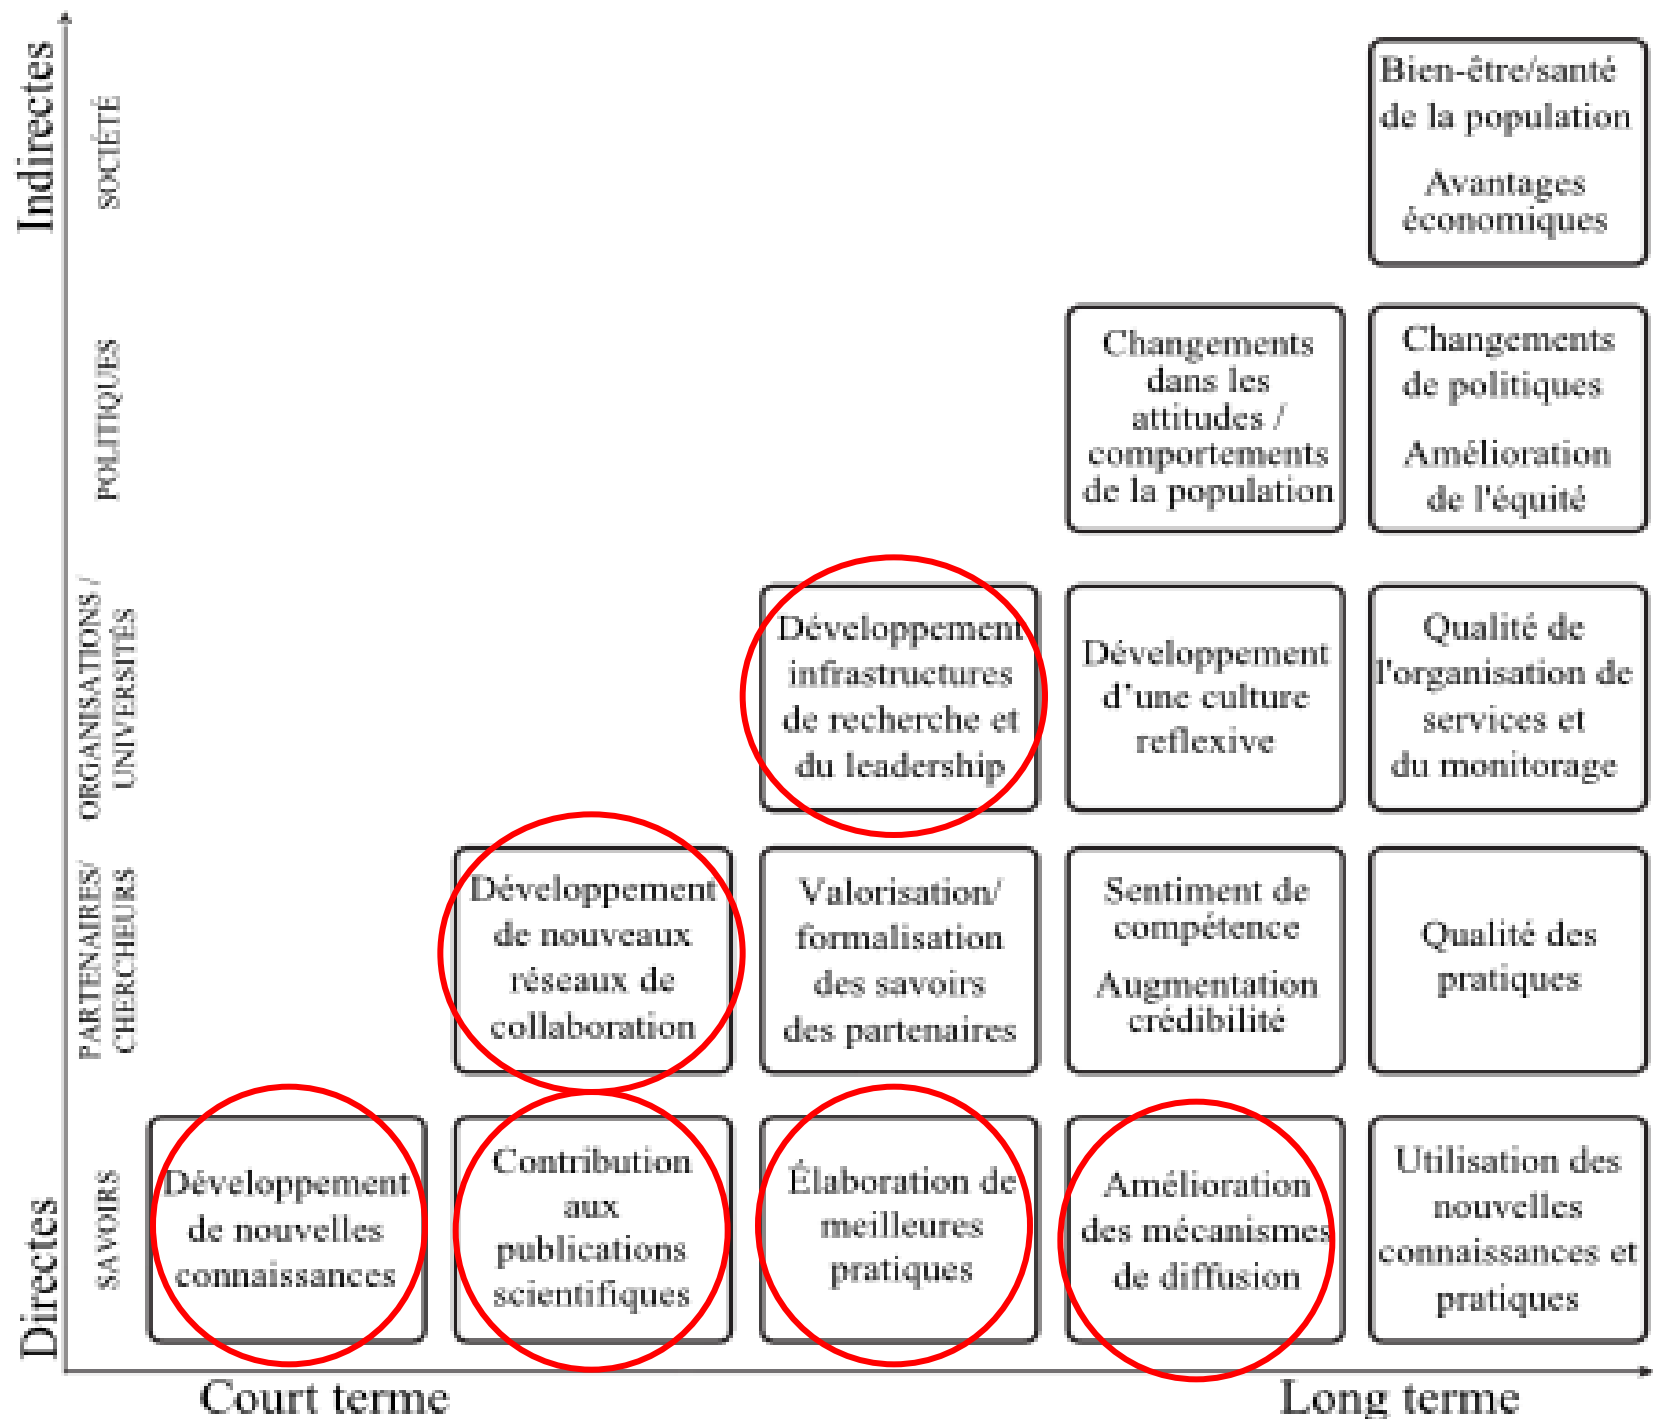 Indirectes
SOCIÉTÉ
Bien-être/santé
de la population
Avantages
économiques
POLITIQUES
Changements
dans les
attitudes /
comportements
de la population
Changements
de politiques
Amélioration
de l'équité
ORGANISATIONS /
UNIVERSITÉS
Développement
infrastructures
de recherche et
du leadership
Développement
d'une culture
reflexive
Qualité de
l'organisation de
services et
du monitorage
PARTENAIRES/
CHERCHEURS
Développement
de nouveaux
réseaux de
collaboration
Valorisation/
formalisation
des savoirs
des partenaires
Sentiment de
compétence
Augmentation
crédibilité
Qualité des
pratiques
Directes
SAVOIRS
Développement
de nouvelles
connaissances
Contribution
aux
publications
scientifiques
Élaboration de
meilleures
pratiques
Amélioration
des mécanismes
de diffusion
Utilisation des
nouvelles
connaissances et
pratiques
Court terme
Long terme